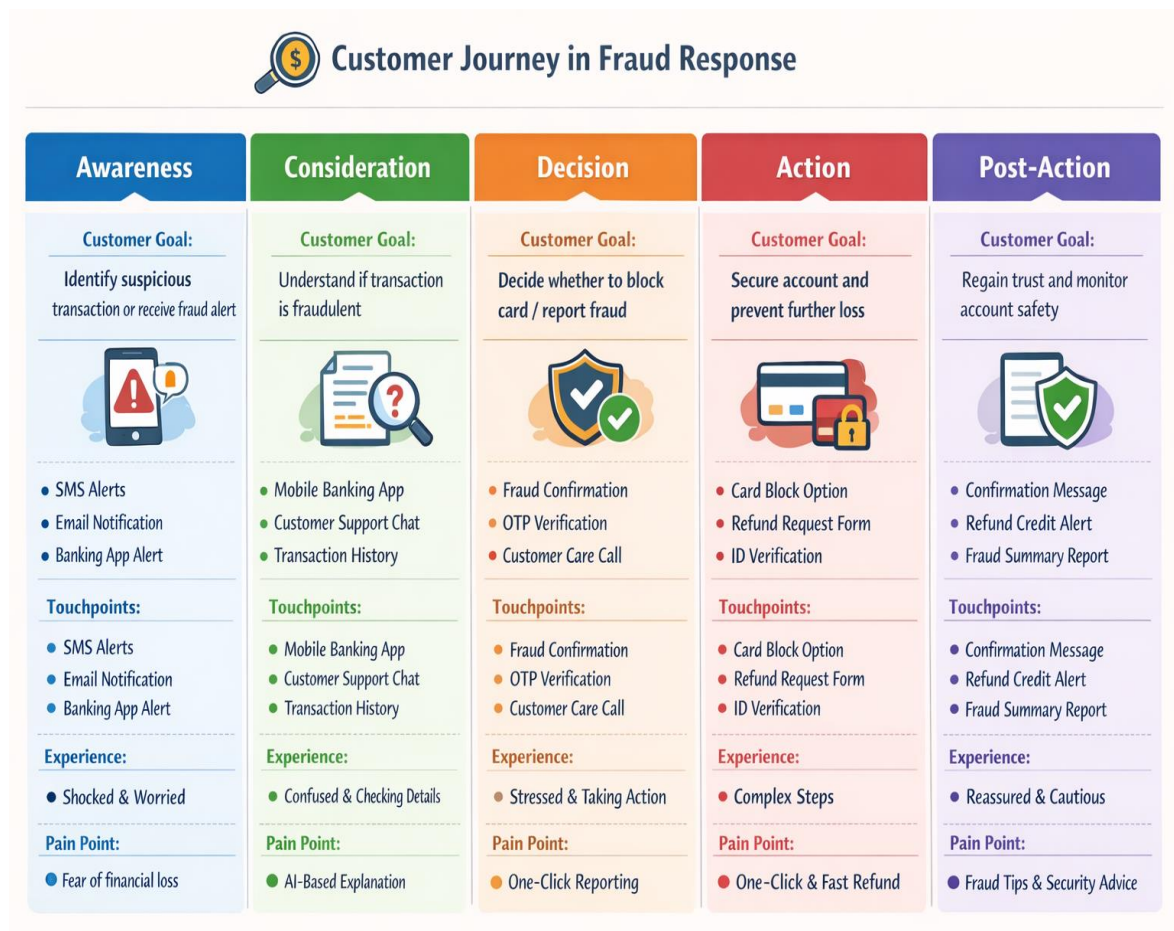 Customer Journey in Fraud Response
Awareness
Customer Goal:
Identify suspicious
transaction or receive fraud alert
SMS Alerts
Email Notification
Banking App Alert
Touchpoints:
SMS Alerts
Email Notification
Banking App Alert
Experience:
Shocked & Worried
Pain Point:
Fear of financial loss
Consideration
Customer Goal:
Understand if transaction
is fraudulent
Mobile Banking App
Customer Support Chat
Transaction History
Touchpoints:
Mobile Banking App
Customer Support Chat
Transaction History
Experience:
Confused & Checking Details
Pain Point:
AI-Based Explanation
Decision
Customer Goal:
Decide whether to block
card / report fraud
Fraud Confirmation
OTP Verification
Customer Care Call
Touchpoints:
Fraud Confirmation
OTP Verification
Customer Care Call
Experience:
Stressed & Taking Action
Pain Point:
One-Click Reporting
Action
Customer Goal:
Secure account and
prevent further loss
Card Block Option
Refund Request Form
ID Verification
Touchpoints:
Card Block Option
Refund Request Form
ID Verification
Experience:
Complex Steps
Pain Point:
One-Click & Fast Refund
Post-Action
Customer Goal:
Regain trust and monitor
account safety
Confirmation Message
Refund Credit Alert
Fraud Summary Report
Touchpoints:
Confirmation Message
Refund Credit Alert
Fraud Summary Report
Experience:
Reassured & Cautious
Pain Point:
Fraud Tips & Security Advice